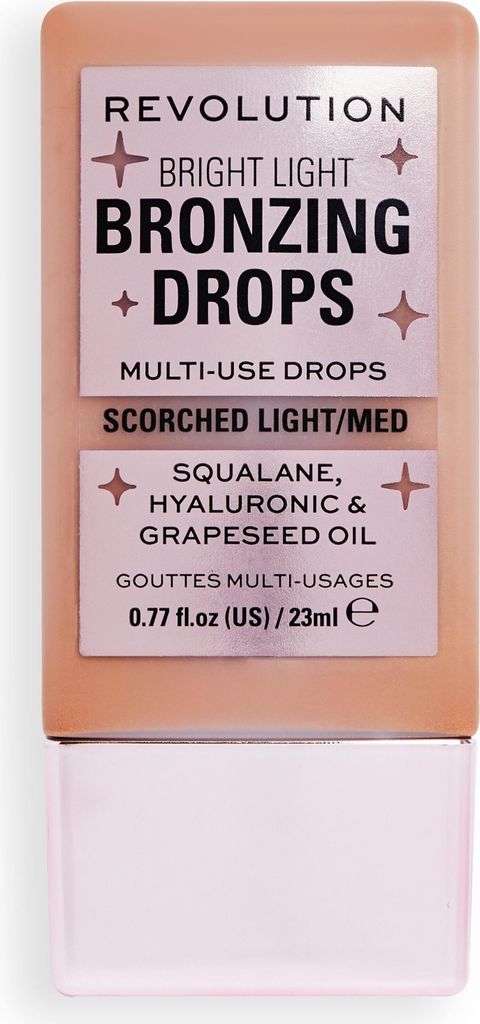 REVOLUTION
BRIGHT LIGHT
BRONZING
DROPS
MULTI-USE DROPS
SCORCHED LIGHT/MED
SQUALANE,
HYALURONIC &
GRAPESEED OIL
GOUTTES MULTI-USAGES
0.77 fl.oz (US) / 23ml ℮